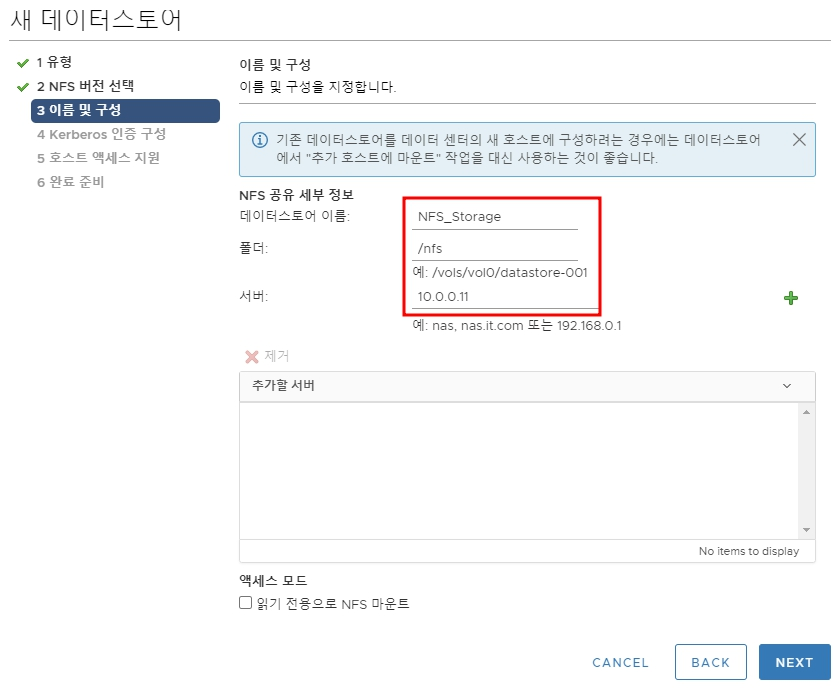 새 데이터스토어
1 유형
2 NFS 버전 선택
3 이름 및 구성
4 Kerberos 인증 구성
5 호스트 액세스 지원
6 완료 준비
이름 및 구성
이름 및 구성을 지정합니다.
기존 데이터스토어를 데이터 센터의 새 호스트에 구성하려는 경우에는 데이터스토어
에서 "추가 호스트에 마운트" 작업을 대신 사용하는 것이 좋습니다.
NFS 공유 세부 정보
데이터스토어 이름: NFS_Storage
폴더: /nfs
예: /vols/vol0/datastore-001
서버: 10.0.0.11
예: nas, nas.it.com 또는 192.168.0.1
제거
추가할 서버
No items to display
액세스 모드
읽기 전용으로 NFS 마운트
CANCEL BACK NEXT